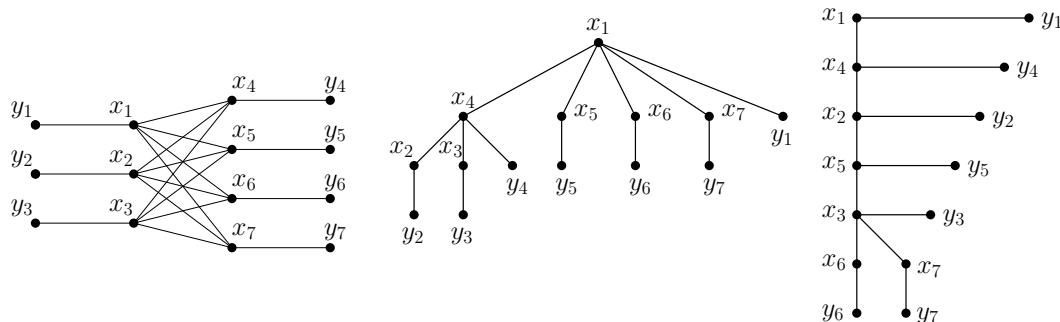 y₁ x₁ x₄ y₄
y₂ x₂ x₅ y₅
y₃ x₃ x₆ y₆
x₇ y₇
x₁
x₄ x₅ x₆ x₇ y₁
x₂ x₃ y₄ y₅ y₆ y₇
y₂ y₃
x₁ y₁
x₄ y₄
x₂ y₂
x₅ y₅
x₃ y₃
x₆ x₇
y₆ y₇